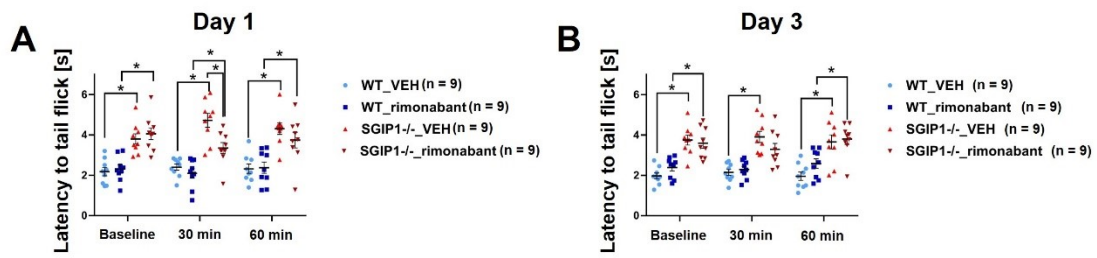 Day 1
A
Latency to tail flick [s]
6
4
2
0
* * * * * * *
Baseline 30 min 60 min
WT_VEH (n = 9)
WT_rimonabant (n = 9)
SGIP1-/-_VEH (n = 9)
SGIP1-/-_rimonabant (n = 9)
Day 3
B
Latency to tail flick [s]
6
4
2
0
* * * * *
Baseline 30 min 60 min
WT_VEH (n = 9)
WT_rimonabant (n = 9)
SGIP1-/-_VEH (n = 9)
SGIP1-/-_rimonabant (n = 9)